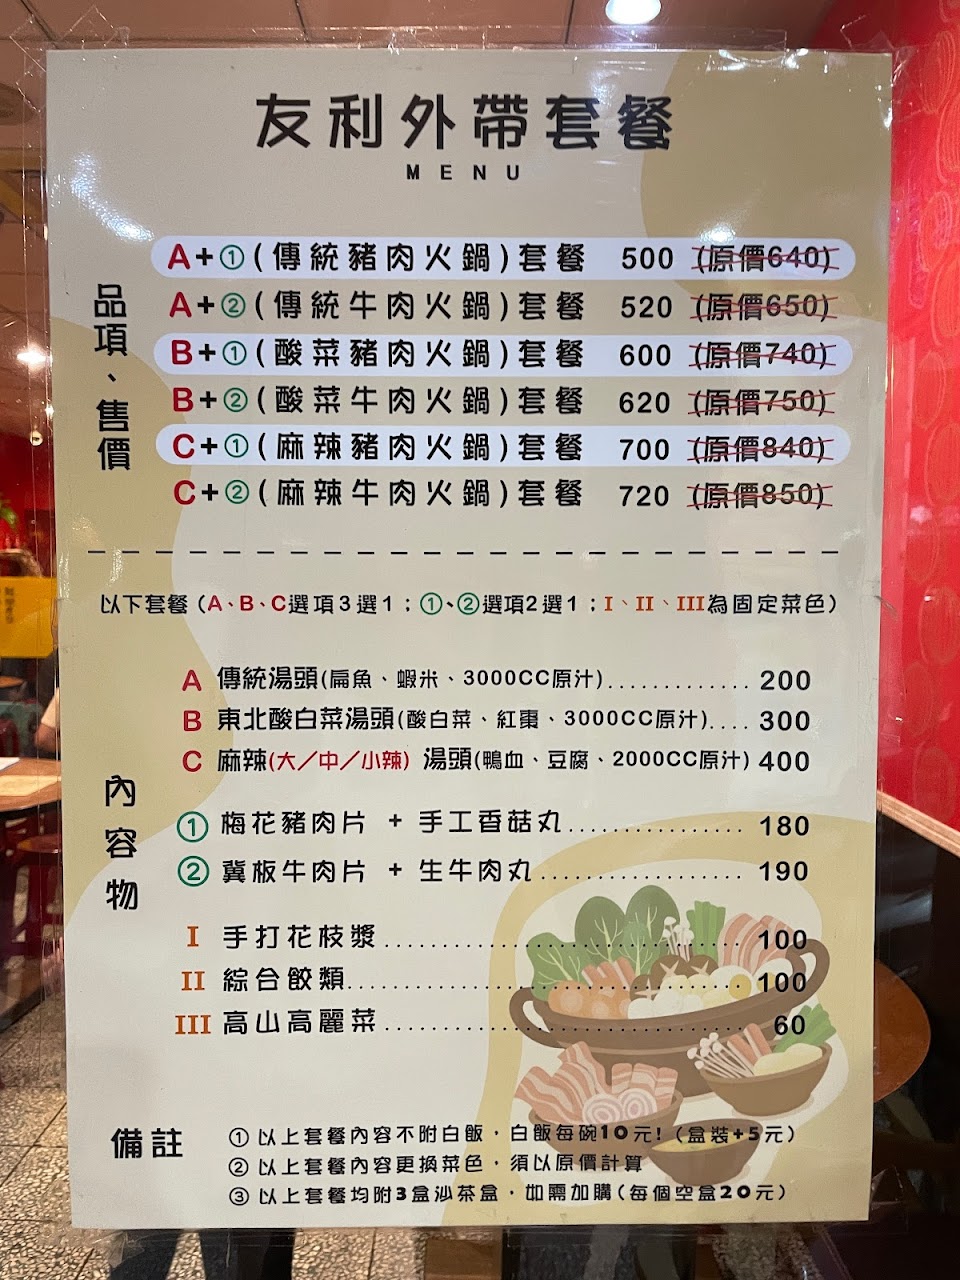 友利外帶套餐
MENU
品項、售價
A+①(傳統豬肉火鍋)套餐 500 (原價640)
A+②(傳統牛肉火鍋)套餐 520 (原價650)
B+①(酸菜豬肉火鍋)套餐 600 (原價740)
B+②(酸菜牛肉火鍋)套餐 620 (原價750)
C+①(麻辣豬肉火鍋)套餐 700 (原價840)
C+②(麻辣牛肉火鍋)套餐 720 (原價850)
以下套餐(A、B、C選項3選1;①、②選項2選1;I、II、III為固定菜色)
內容物
A 傳統湯頭(扁魚、蝦米、3000CC原汁)............. 200
B 東北酸白菜湯頭(酸白菜、紅棗、3000CC原汁).... 300
C 麻辣(大/中/小辣) 湯頭(鴨血、豆腐、2000CC原汁) 400
① 梅花豬肉片 + 手工香菇丸................ 180
② 冀板牛肉片 + 生牛肉丸................... 190
I 手打花枝漿................................. 100
II 綜合餃類..................................... 100
III 高山高麗菜................................. 60
備註
① 以上套餐內容不附白飯,白飯每碗10元!(盒裝+5元)
② 以上套餐內容更換菜色,須以原價計算
③ 以上套餐均附3盒沙茶盒,如需加購(每個空盒20元)